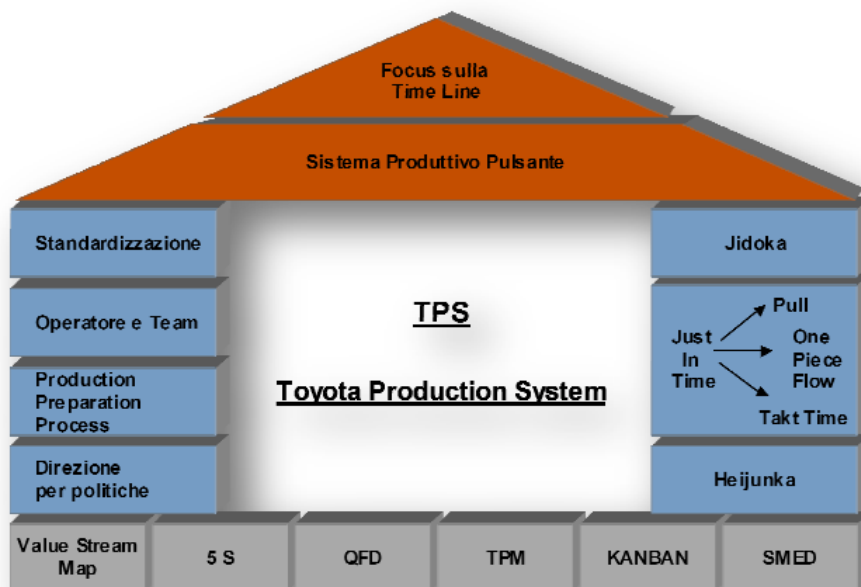 Focus sulla
Time Line
Sistema Produttivo Pulsante
Standardizzazione
Operatore e Team
Production
Preparation
Process
Direzione
per politiche
TPS
Toyota Production System
Jidoka
Just
In
Time
Pull
One
Piece
Flow
Takt Time
Heijunka
Value Stream
Map
5 S
QFD
TPM
KANBAN
SMED